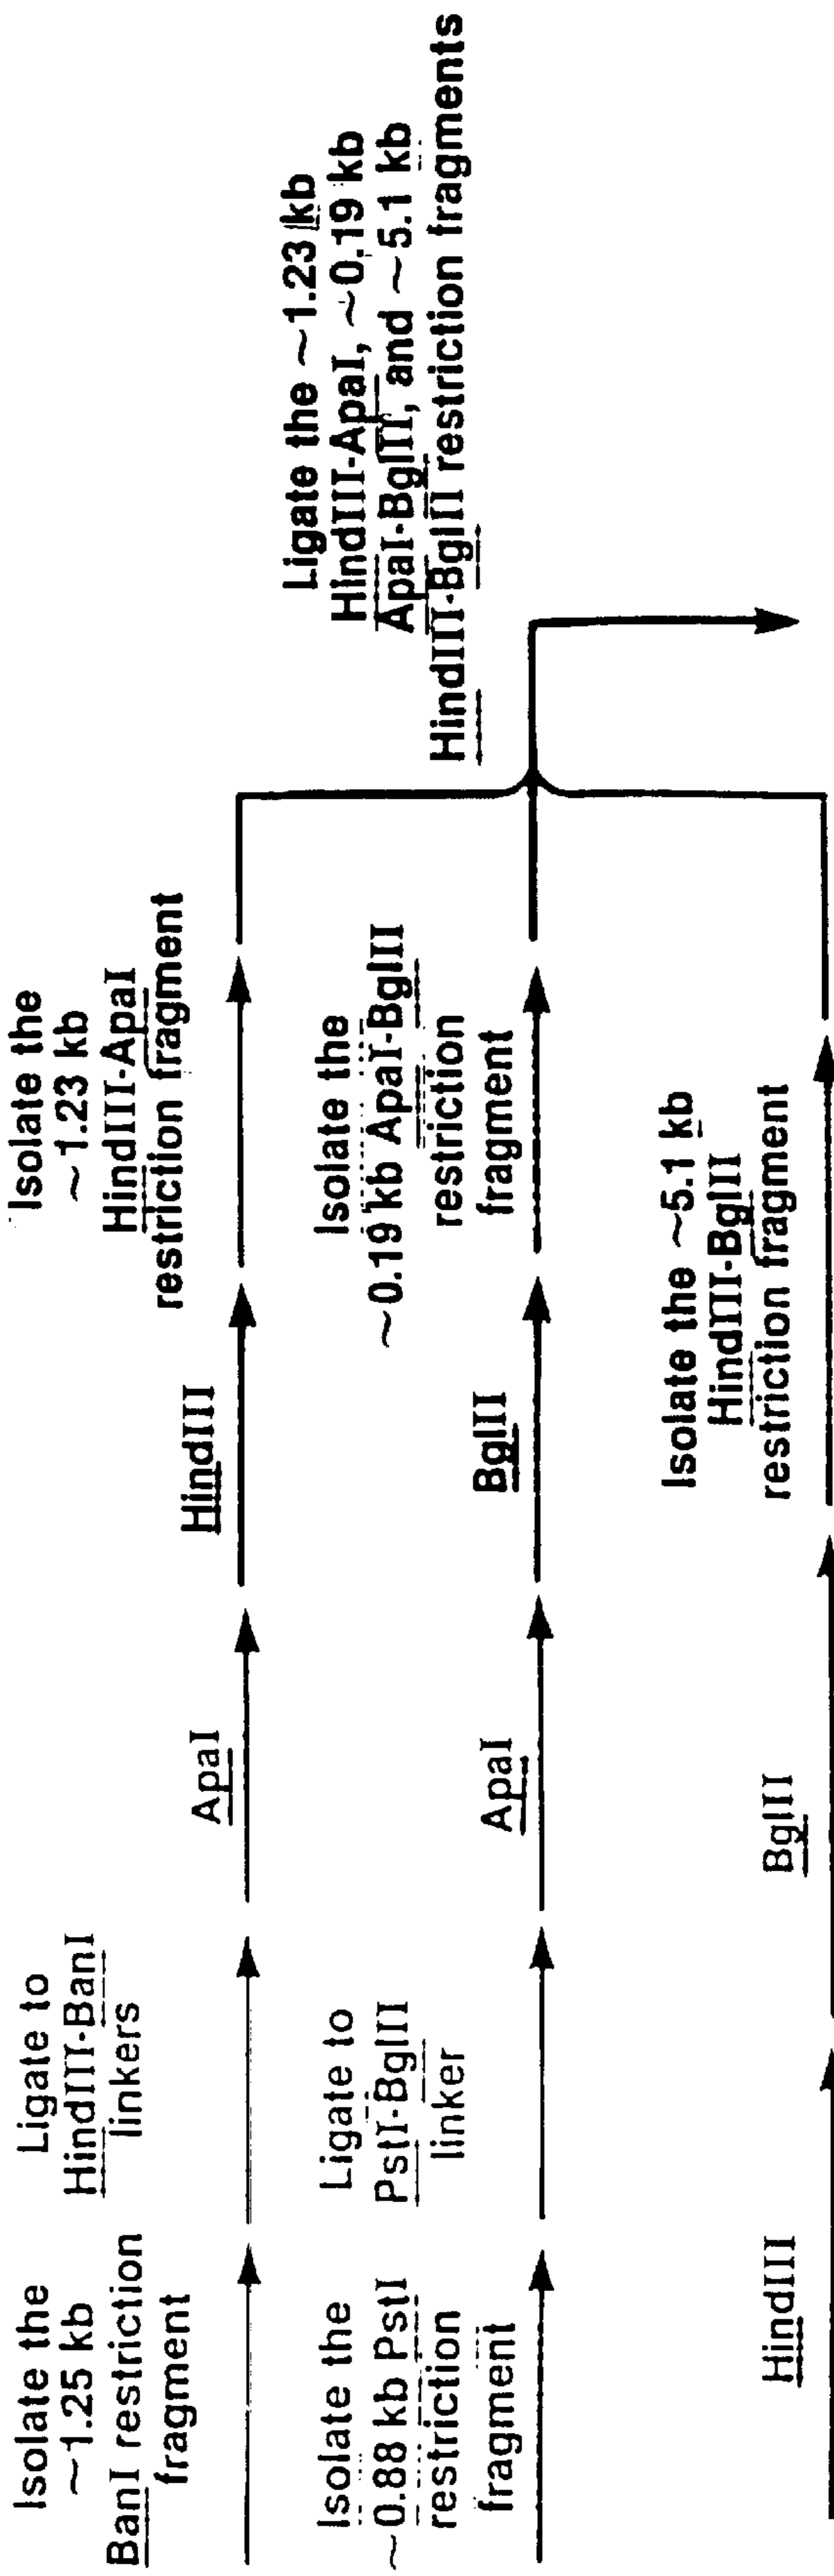 Isolate the
~1.25 kb
BanI restriction
fragment
Ligate to
HindIII-BanI
linkers
ApaI
HindIII
Isolate the
~1.23 kb
HindIII-ApaI
restriction fragment
Isolate the
~0.88 kb PstI
restriction
fragment
Ligate to
PstI-BglII
linker
ApaI
BglII
Isolate the
~0.19 kb ApaI-BglII
restriction
fragment
HindIII
BglII
Isolate the ~5.1 kb
HindIII-BglII
restriction fragment
Ligate the ~1.23 kb
HindIII-ApaI, ~0.19 kb
ApaI-BglII, and ~5.1 kb
HindIII-BglII restriction fragments